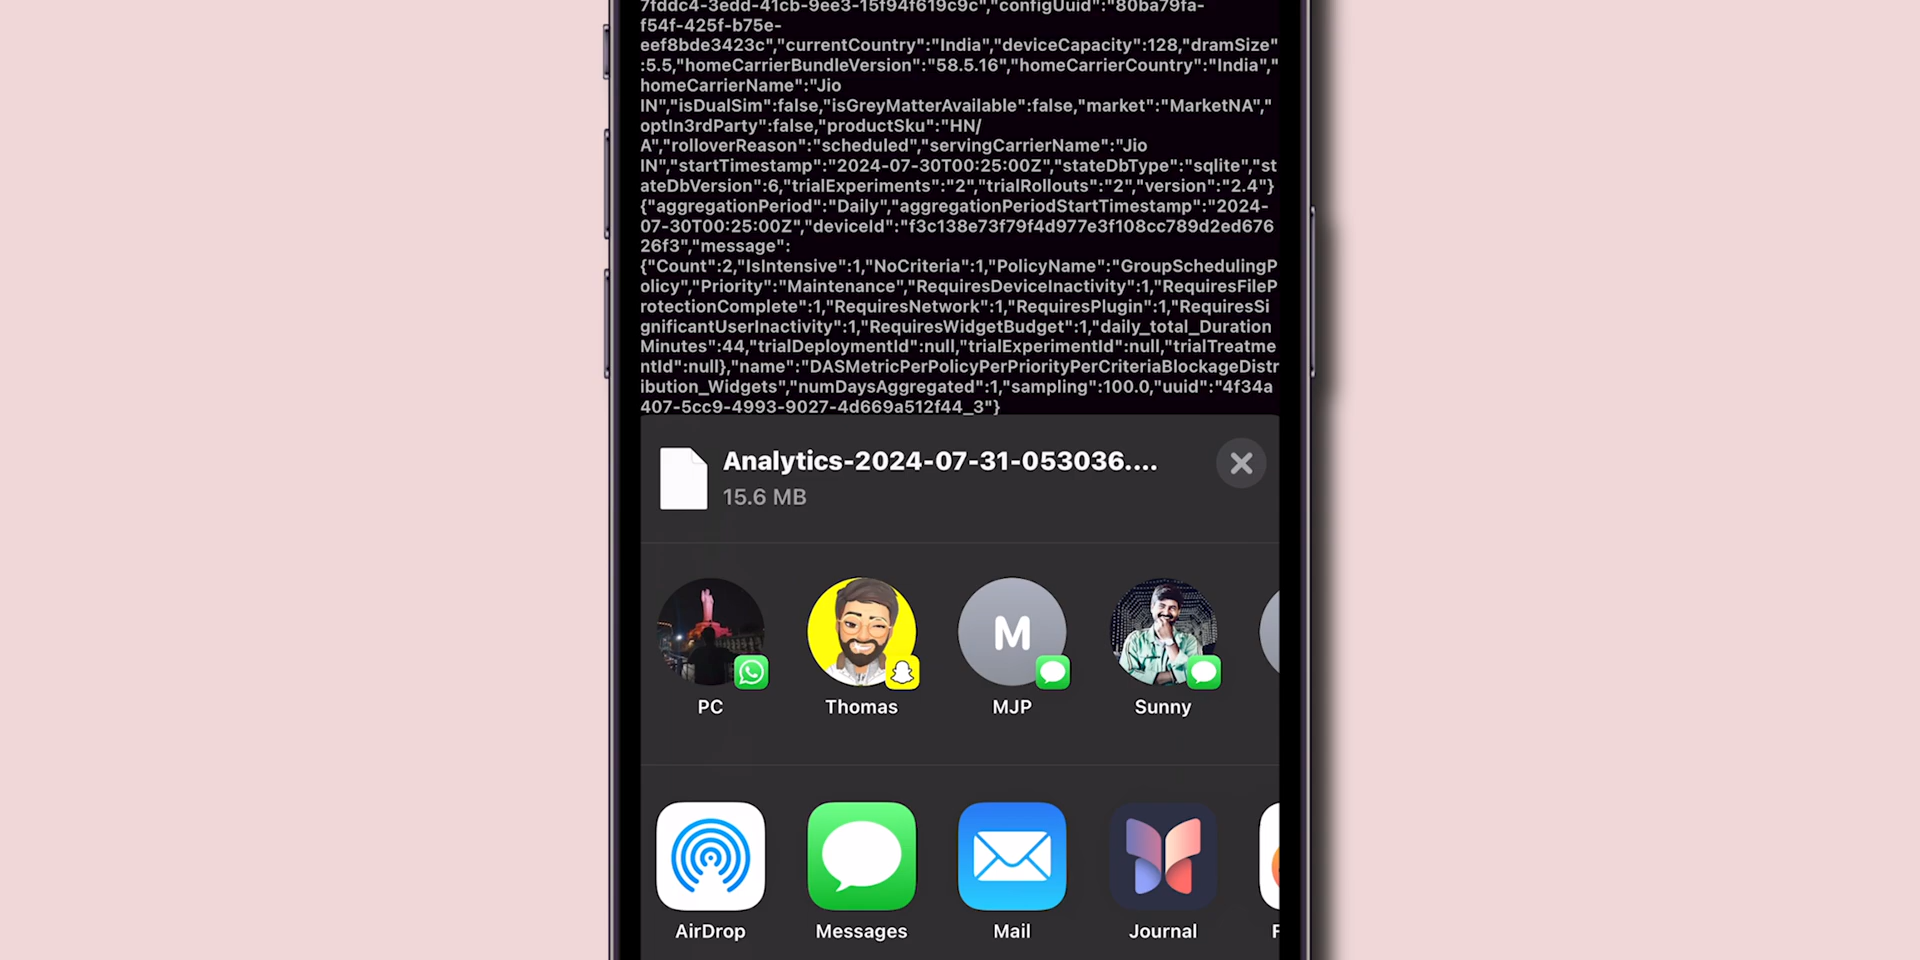 7fddc4-3edd-41cb-9ee3-15f94f619c9c","configUuid":"80ba79fa-
f54f-425f-b75e-
eef8bde3423c","currentCountry":"India","deviceCapacity":128,"dramSize"
:5.5,"homeCarrierBundleVersion":"58.5.16","homeCarrierCountry":"India","
homeCarrierName":"Jio
IN","isDualSim":false,"isGreyMatterAvailable":false,"market":"MarketNA","
optIn3rdParty":false,"productSku":"HN/
A","rolloverReason":"scheduled","servingCarrierName":"Jio
IN","startTimestamp":"2024-07-30T00:25:00Z","stateDbType":"sqlite","st
ateDbVersion":6,"trialExperiments":"2","trialRollouts":"2","version":"2.4"}
{"aggregationPeriod":"Daily","aggregationPeriodStartTimestamp":"2024-
07-30T00:25:00Z","deviceId":"f3c138e73f79f4d977e3f108cc789d2ed676
26f3","message":
{"Count":2,"IsIntensive":1,"NoCriteria":1,"PolicyName":"GroupSchedulingP
olicy","Priority":"Maintenance","RequiresDeviceInactivity":1,"RequiresFileP
rotectionComplete":1,"RequiresNetwork":1,"RequiresPlugin":1,"RequiresSi
gnificantUserInactivity":1,"RequiresWidgetBudget":1,"daily_total_Duration
Minutes":44,"trialDeploymentId":null,"trialExperimentId":null,"trialTreatme
ntId":null},"name":"DASMetricPerPolicyPerPriorityPerCriteriaBlockageDistr
ibution_Widgets","numDaysAggregated":1,"sampling":100.0,"uuid":"4f34a
407-5cc9-4993-9027-4d669a512f44_3"}
Analytics-2024-07-31-053036....
15.6 MB
M
PC
Thomas
MJP
Sunny
AirDrop
Messages
Mail
Journal